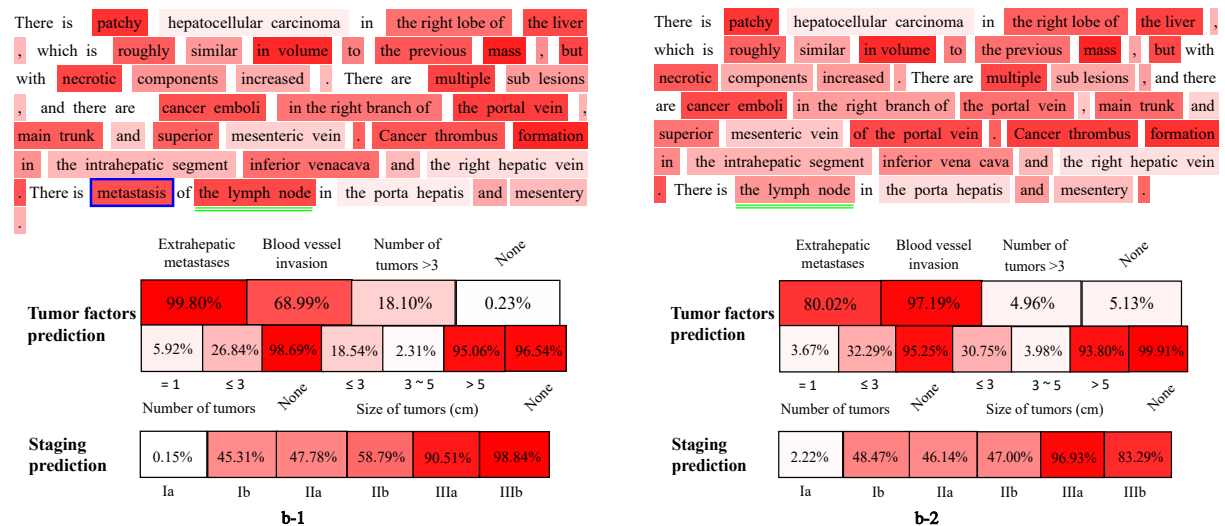 There is patchy hepatocellular carcinoma in the right lobe of the liver
, which is roughly similar in volume to the previous mass , but
with necrotic components increased . There are multiple sub lesions
, and there are cancer emboli in the right branch of the portal vein ,
main trunk and superior mesenteric vein . Cancer thrombus formation
in the intrahepatic segment inferior venacava and the right hepatic vein
. There is metastasis of the lymph node in the porta hepatis and mesentery
.
Extrahepatic metastases
Blood vessel invasion
Number of tumors >3
None
Tumor factors prediction
99.80% 68.99% 18.10% 0.23%
5.92% 26.84% 98.69% 18.54% 2.31% 95.06% 96.54%
= 1 ≤ 3 None ≤ 3 3 ~ 5 > 5 None
Number of tumors Size of tumors (cm)
Staging prediction
0.15% 45.31% 47.78% 58.79% 90.51% 98.84%
Ia Ib IIa IIb IIIa IIIb
b-1
There is patchy hepatocellular carcinoma in the right lobe of the liver ,
which is roughly similar in volume to the previous mass , but with
necrotic components increased . There are multiple sub lesions , and there
are cancer emboli in the right branch of the portal vein , main trunk and
superior mesenteric vein of the portal vein . Cancer thrombus formation
in the intrahepatic segment inferior vena cava and the right hepatic vein
. There is the lymph node in the porta hepatis and mesentery .
Extrahepatic metastases
Blood vessel invasion
Number of tumors >3
None
Tumor factors prediction
80.02% 97.19% 4.96% 5.13%
3.67% 32.29% 95.25% 30.75% 3.98% 93.80% 99.91%
= 1 ≤ 3 None ≤ 3 3 ~ 5 > 5 None
Number of tumors Size of tumors (cm)
Staging prediction
2.22% 48.47% 46.14% 47.00% 96.93% 83.29%
Ia Ib IIa IIb IIIa IIIb
b-2